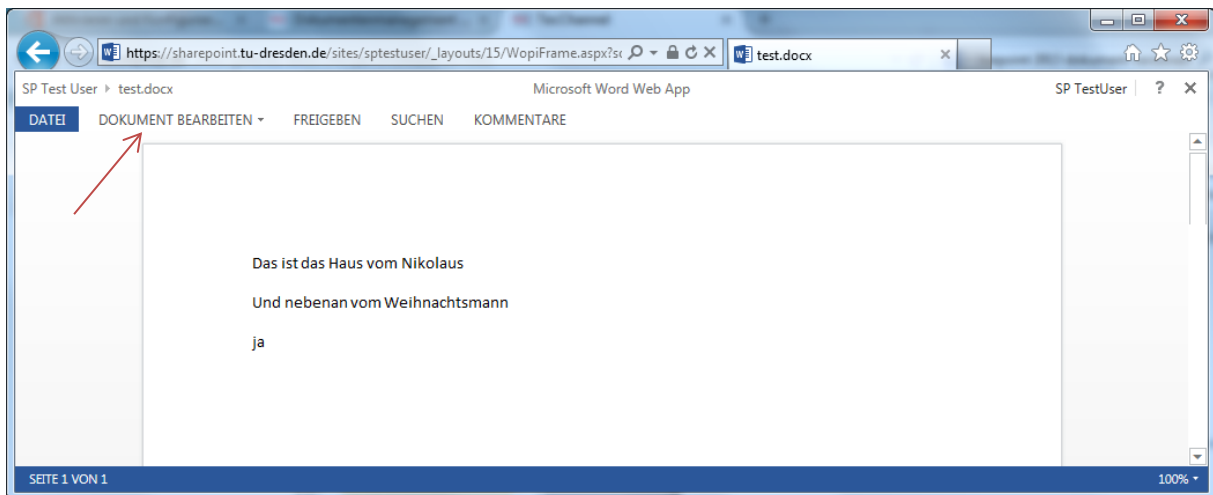 https://sharepoint.tu-dresden.de/sites/sptestuser/_layouts/15/WopiFrame.aspx?so
test.docx
SP Test User ▸ test.docx Microsoft Word Web App SP TestUser ?
DATEI DOKUMENT BEARBEITEN FREIGEBEN SUCHEN KOMMENTARE
Das ist das Haus vom Nikolaus
Und nebenan vom Weihnachtsmann
ja
SEITE 1 VON 1 100%